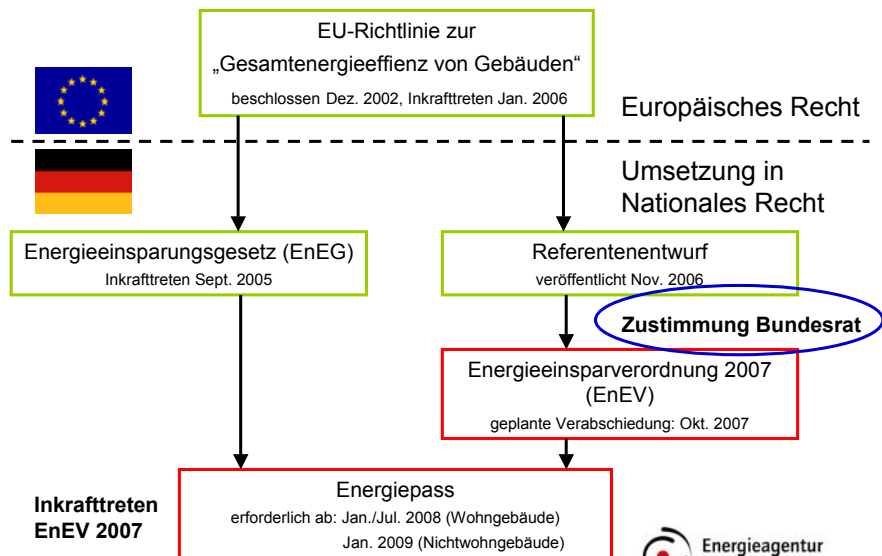 EU-Richtlinie zur
„Gesamtenergieeffienz von Gebäuden“
beschlossen Dez. 2002, Inkrafttreten Jan. 2006
Europäisches Recht
Umsetzung in
Nationales Recht
Energieeinsparungsgesetz (EnEG)
Inkrafttreten Sept. 2005
Referentenentwurf
veröffentlicht Nov. 2006
Zustimmung Bundesrat
Energieeinsparverordnung 2007
(EnEV)
geplante Verabschiedung: Okt. 2007
Inkrafttreten
EnEV 2007
Energiepass
erforderlich ab: Jan./Jul. 2008 (Wohngebäude)
Jan. 2009 (Nichtwohngebäude)
Energieagentur